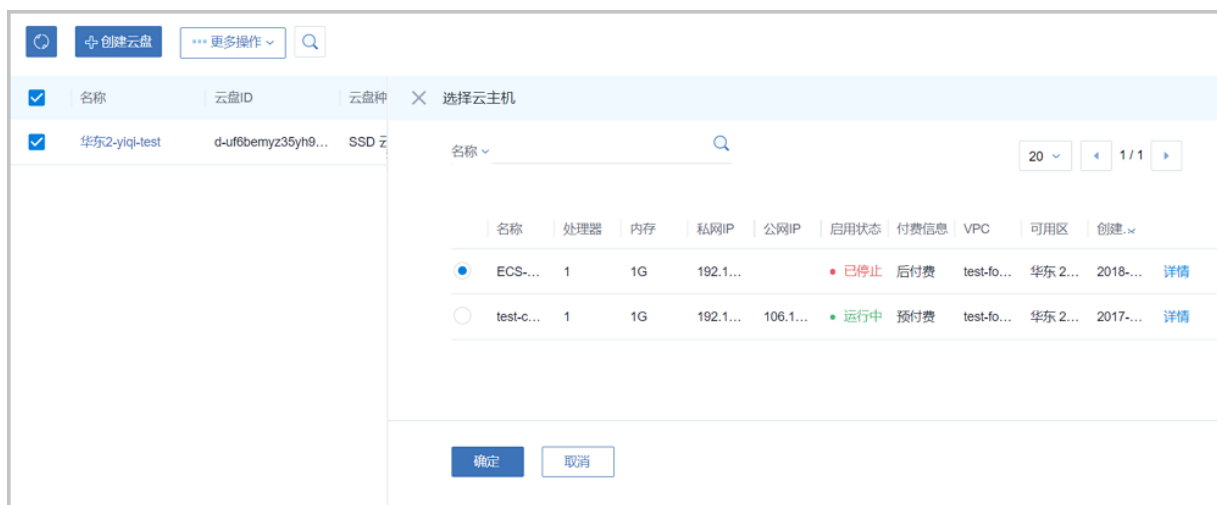 创建云盘 ··· 更多操作
名称 云盘ID 云盘种
华东2-yiqi-test d-uf6bemyz35yh9... SSD 云
选择云主机
名称
20 1 / 1
名称 处理器 内存 私网IP 公网IP 启用状态 付费信息 VPC 可用区 创建...
ECS-... 1 1G 192.1... 已停止 后付费 test-fo... 华东 2... 2018-... 详情
test-c... 1 1G 192.1... 106.1... 运行中 预付费 test-fo... 华东 2... 2017-... 详情
确定 取消